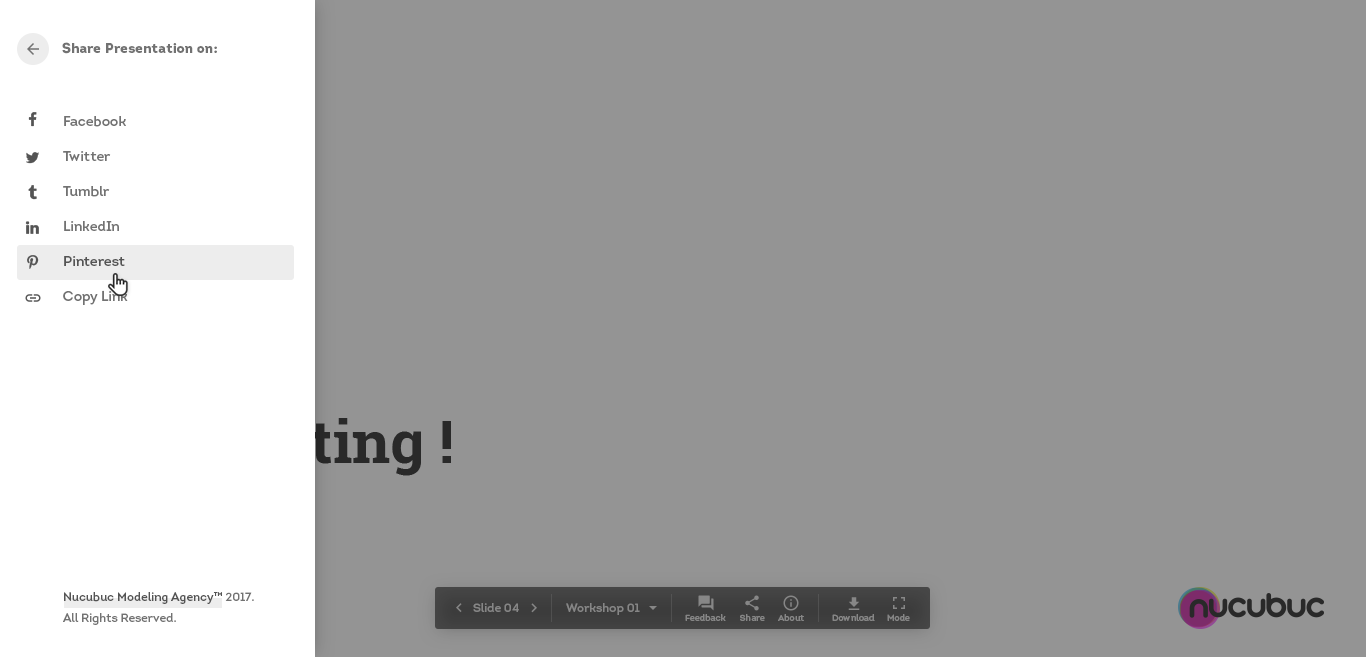 Share Presentation on:
Facebook
Twitter
Tumblr
LinkedIn
Pinterest
Copy Link
ting !
Nucubuc Modeling Agency™ 2017.
All Rights Reserved.
Slide 04
Workshop 01
Feedback
Share
About
Download
Mode
nucubuc